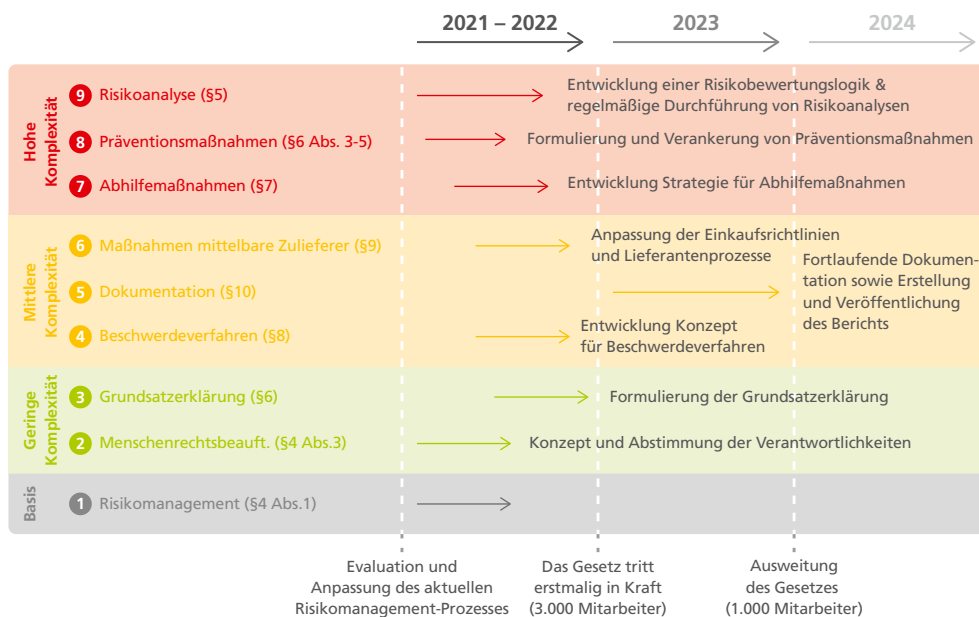 2021 – 2022
2023
2024
Hohe
Komplexität
9 Risikoanalyse (§5)
Entwicklung einer Risikobewertungslogik &
regelmäßige Durchführung von Risikoanalysen
8 Präventionsmaßnahmen (§6 Abs. 3-5)
Formulierung und Verankerung von Präventionsmaßnahmen
7 Abhilfemaßnahmen (§7)
Entwicklung Strategie für Abhilfemaßnahmen
Mittlere
Komplexität
6 Maßnahmen mittelbare Zulieferer (§9)
Anpassung der Einkaufsrichtlinien
und Lieferantenprozesse
5 Dokumentation (§10)
Fortlaufende Dokumen-
tation sowie Erstellung
und Veröffentlichung
des Berichts
4 Beschwerdeverfahren (§8)
Entwicklung Konzept
für Beschwerdeverfahren
Geringe
Komplexität
3 Grundsatzerklärung (§6)
Formulierung der Grundsatzerklärung
2 Menschenrechtsbeauft. (§4 Abs.3)
Konzept und Abstimmung der Verantwortlichkeiten
Basis
1 Risikomanagement (§4 Abs.1)
Evaluation und
Anpassung des aktuellen
Risikomanagement-Prozesses
Das Gesetz tritt
erstmalig in Kraft
(3.000 Mitarbeiter)
Ausweitung
des Gesetzes
(1.000 Mitarbeiter)